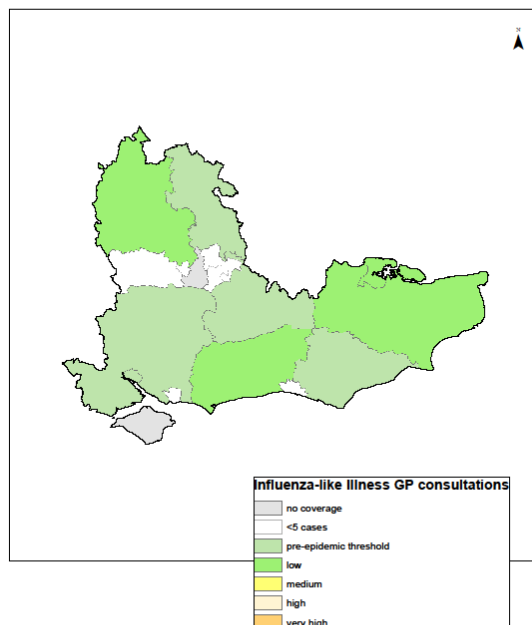 N
Influenza-like Illness GP consultations
no coverage
<5 cases
pre-epidemic threshold
low
medium
high
very high